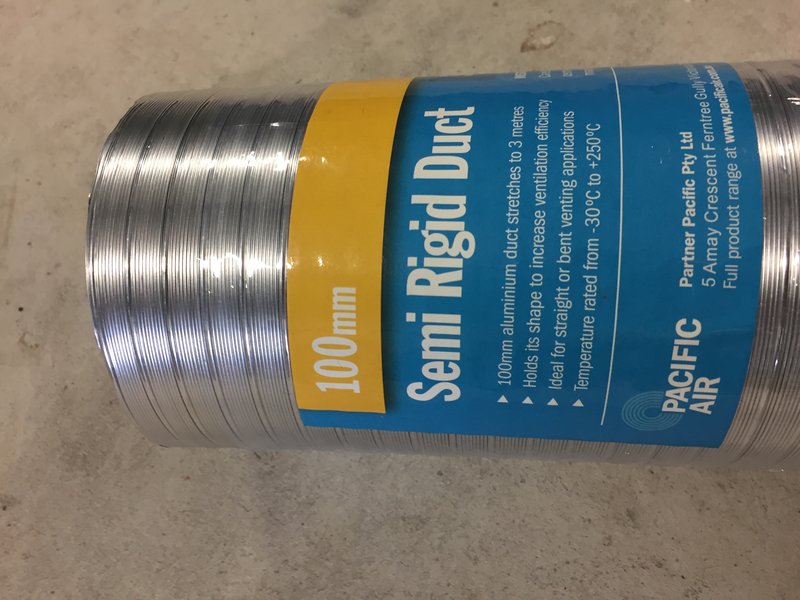 100mm
Semi Rigid Duct
100mm aluminium duct stretches to 3 metres
Holds its shape to increase ventilation efficiency
Ideal for straight or bent venting applications
Temperature rated from -30°C to +250°C
PACIFIC
AIR
Partner Pacific Pty Ltd
5 Amay Crescent Ferntree Gully
Full product range at www.pacificair.com.